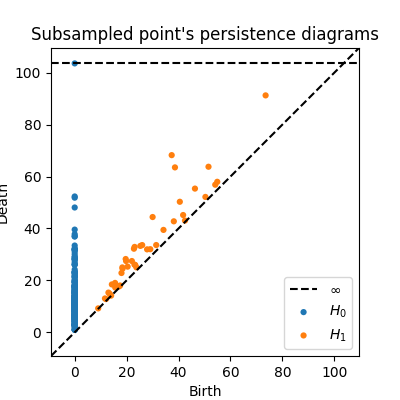 Subsampled point's persistence diagrams
100
80
60
40
20
0
Death
∞
H₀
H₁
0 20 40 60 80 100
Birth